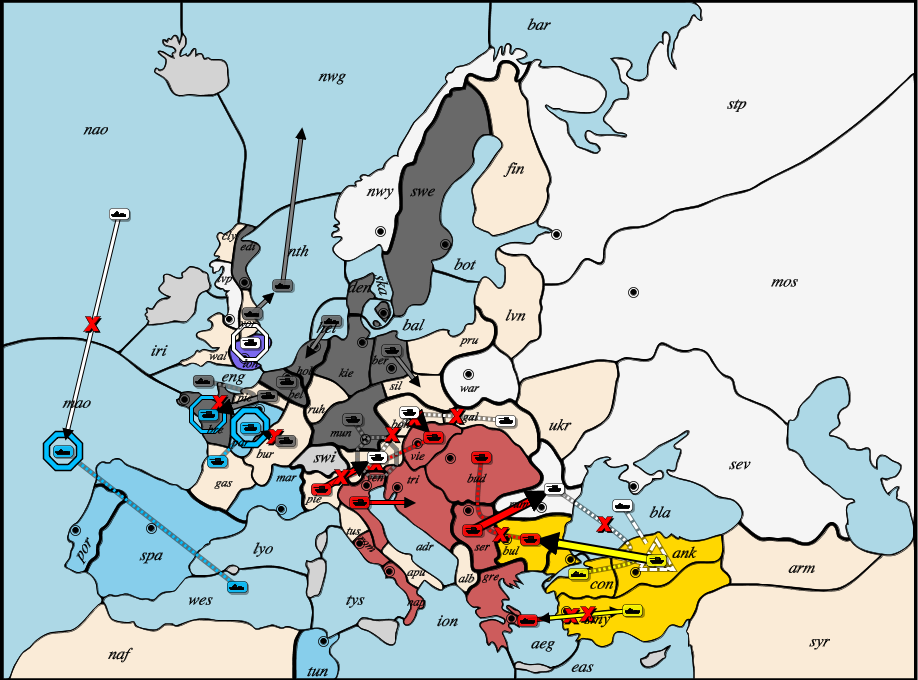 bar
nwg
stp
nao
fin
nwy
swe
cly
edi
nth
bot
lvp
den
ska
mos
lvn
bal
hel
iri
wal
lon
pru
hol
kie
ber
eng
sil
war
mao
pic
bel
ruh
bre
par
mun
boh
gal
ukr
bur
swi
vie
sev
gas
mar
tri
bud
ven
pie
bla
por
spa
lyo
tus
adr
ser
bul
ank
con
arm
apu
alb
gre
wes
tys
nap
smy
ion
aeg
syr
naf
tun
eas